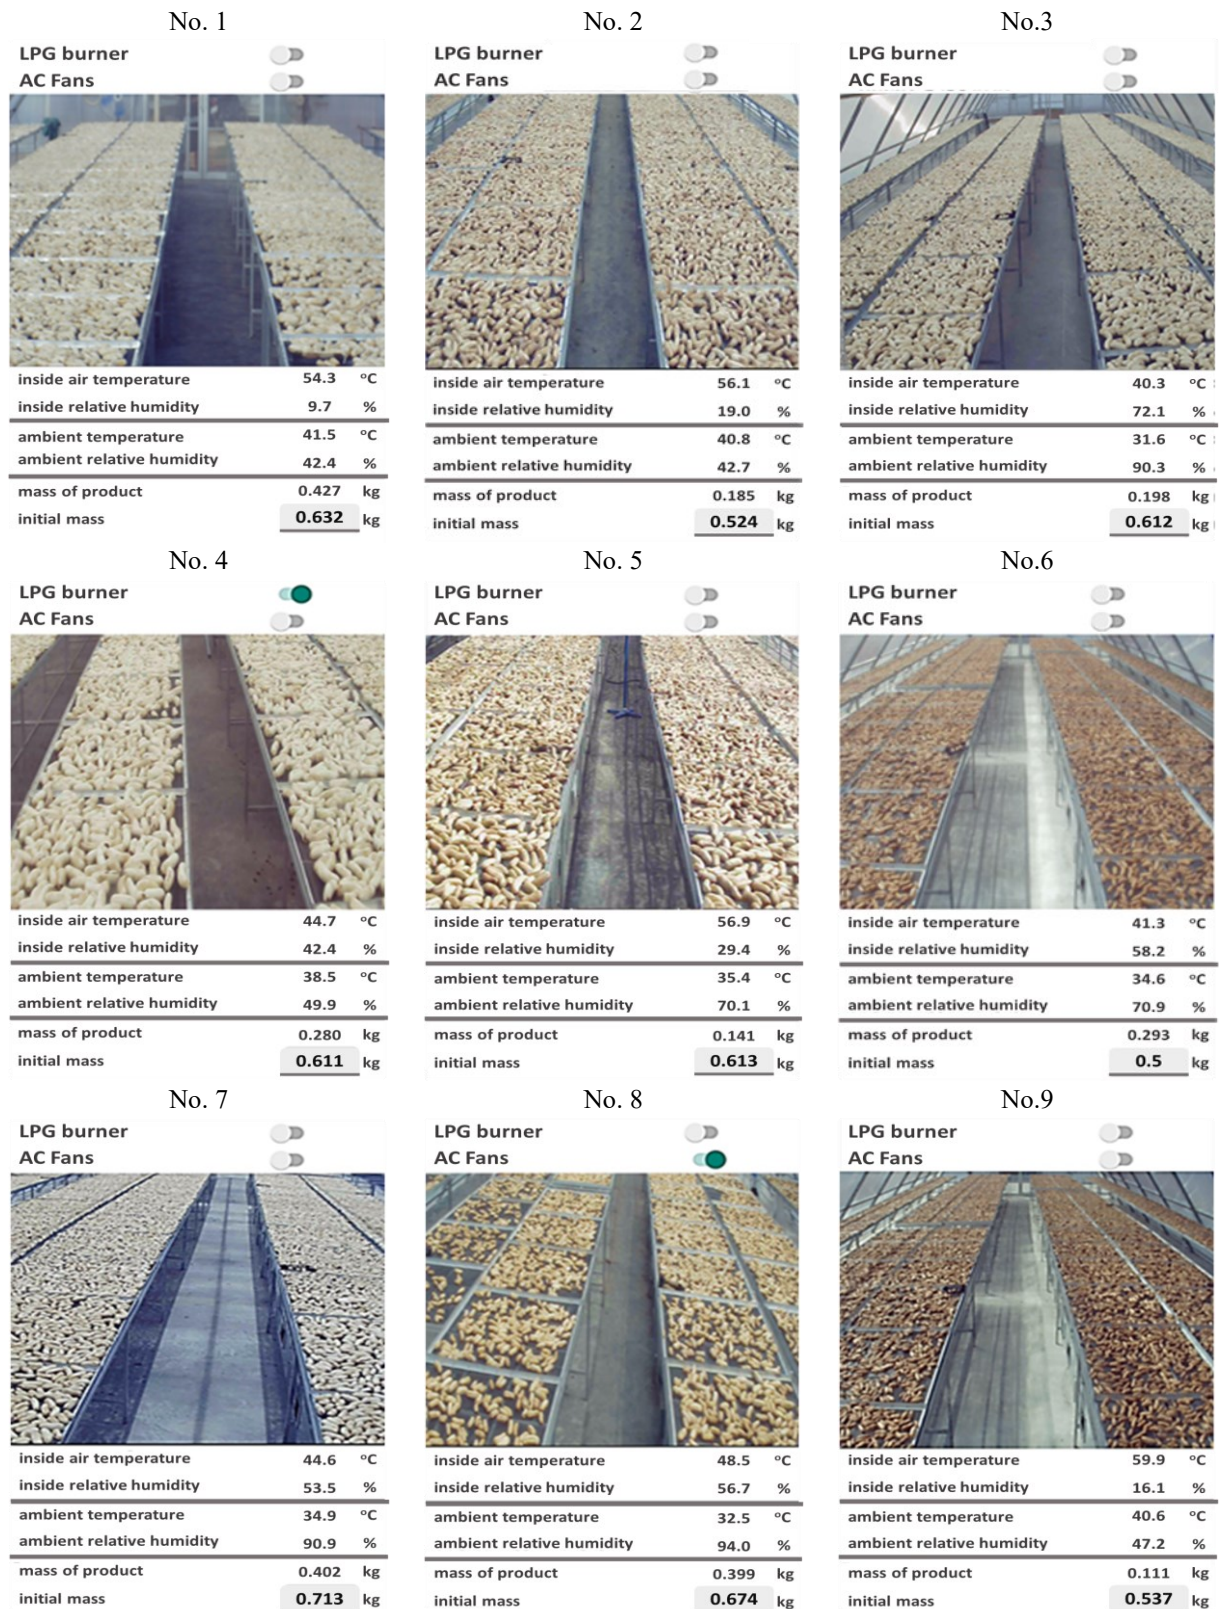 No. 1
LPG burner
AC Fans
inside air temperature 54.3 °C
inside relative humidity 9.7 %
ambient temperature 41.5 °C
ambient relative humidity 42.4 %
mass of product 0.427 kg
initial mass 0.632 kg
No. 2
LPG burner
AC Fans
inside air temperature 56.1 °C
inside relative humidity 19.0 %
ambient temperature 40.8 °C
ambient relative humidity 42.7 %
mass of product 0.185 kg
initial mass 0.524 kg
No.3
LPG burner
AC Fans
inside air temperature 40.3 °C
inside relative humidity 72.1 %
ambient temperature 31.6 °C
ambient relative humidity 90.3 %
mass of product 0.198 kg
initial mass 0.612 kg
No. 4
LPG burner
AC Fans
inside air temperature 44.7 °C
inside relative humidity 42.4 %
ambient temperature 38.5 °C
ambient relative humidity 49.9 %
mass of product 0.280 kg
initial mass 0.611 kg
No. 5
LPG burner
AC Fans
inside air temperature 56.9 °C
inside relative humidity 29.4 %
ambient temperature 35.4 °C
ambient relative humidity 70.1 %
mass of product 0.141 kg
initial mass 0.613 kg
No.6
LPG burner
AC Fans
inside air temperature 41.3 °C
inside relative humidity 58.2 %
ambient temperature 34.6 °C
ambient relative humidity 70.9 %
mass of product 0.293 kg
initial mass 0.5 kg
No. 7
LPG burner
AC Fans
inside air temperature 44.6 °C
inside relative humidity 53.5 %
ambient temperature 34.9 °C
ambient relative humidity 90.9 %
mass of product 0.402 kg
initial mass 0.713 kg
No. 8
LPG burner
AC Fans
inside air temperature 48.5 °C
inside relative humidity 56.7 %
ambient temperature 32.5 °C
ambient relative humidity 94.0 %
mass of product 0.399 kg
initial mass 0.674 kg
No.9
LPG burner
AC Fans
inside air temperature 59.9 °C
inside relative humidity 16.1 %
ambient temperature 40.6 °C
ambient relative humidity 47.2 %
mass of product 0.111 kg
initial mass 0.537 kg